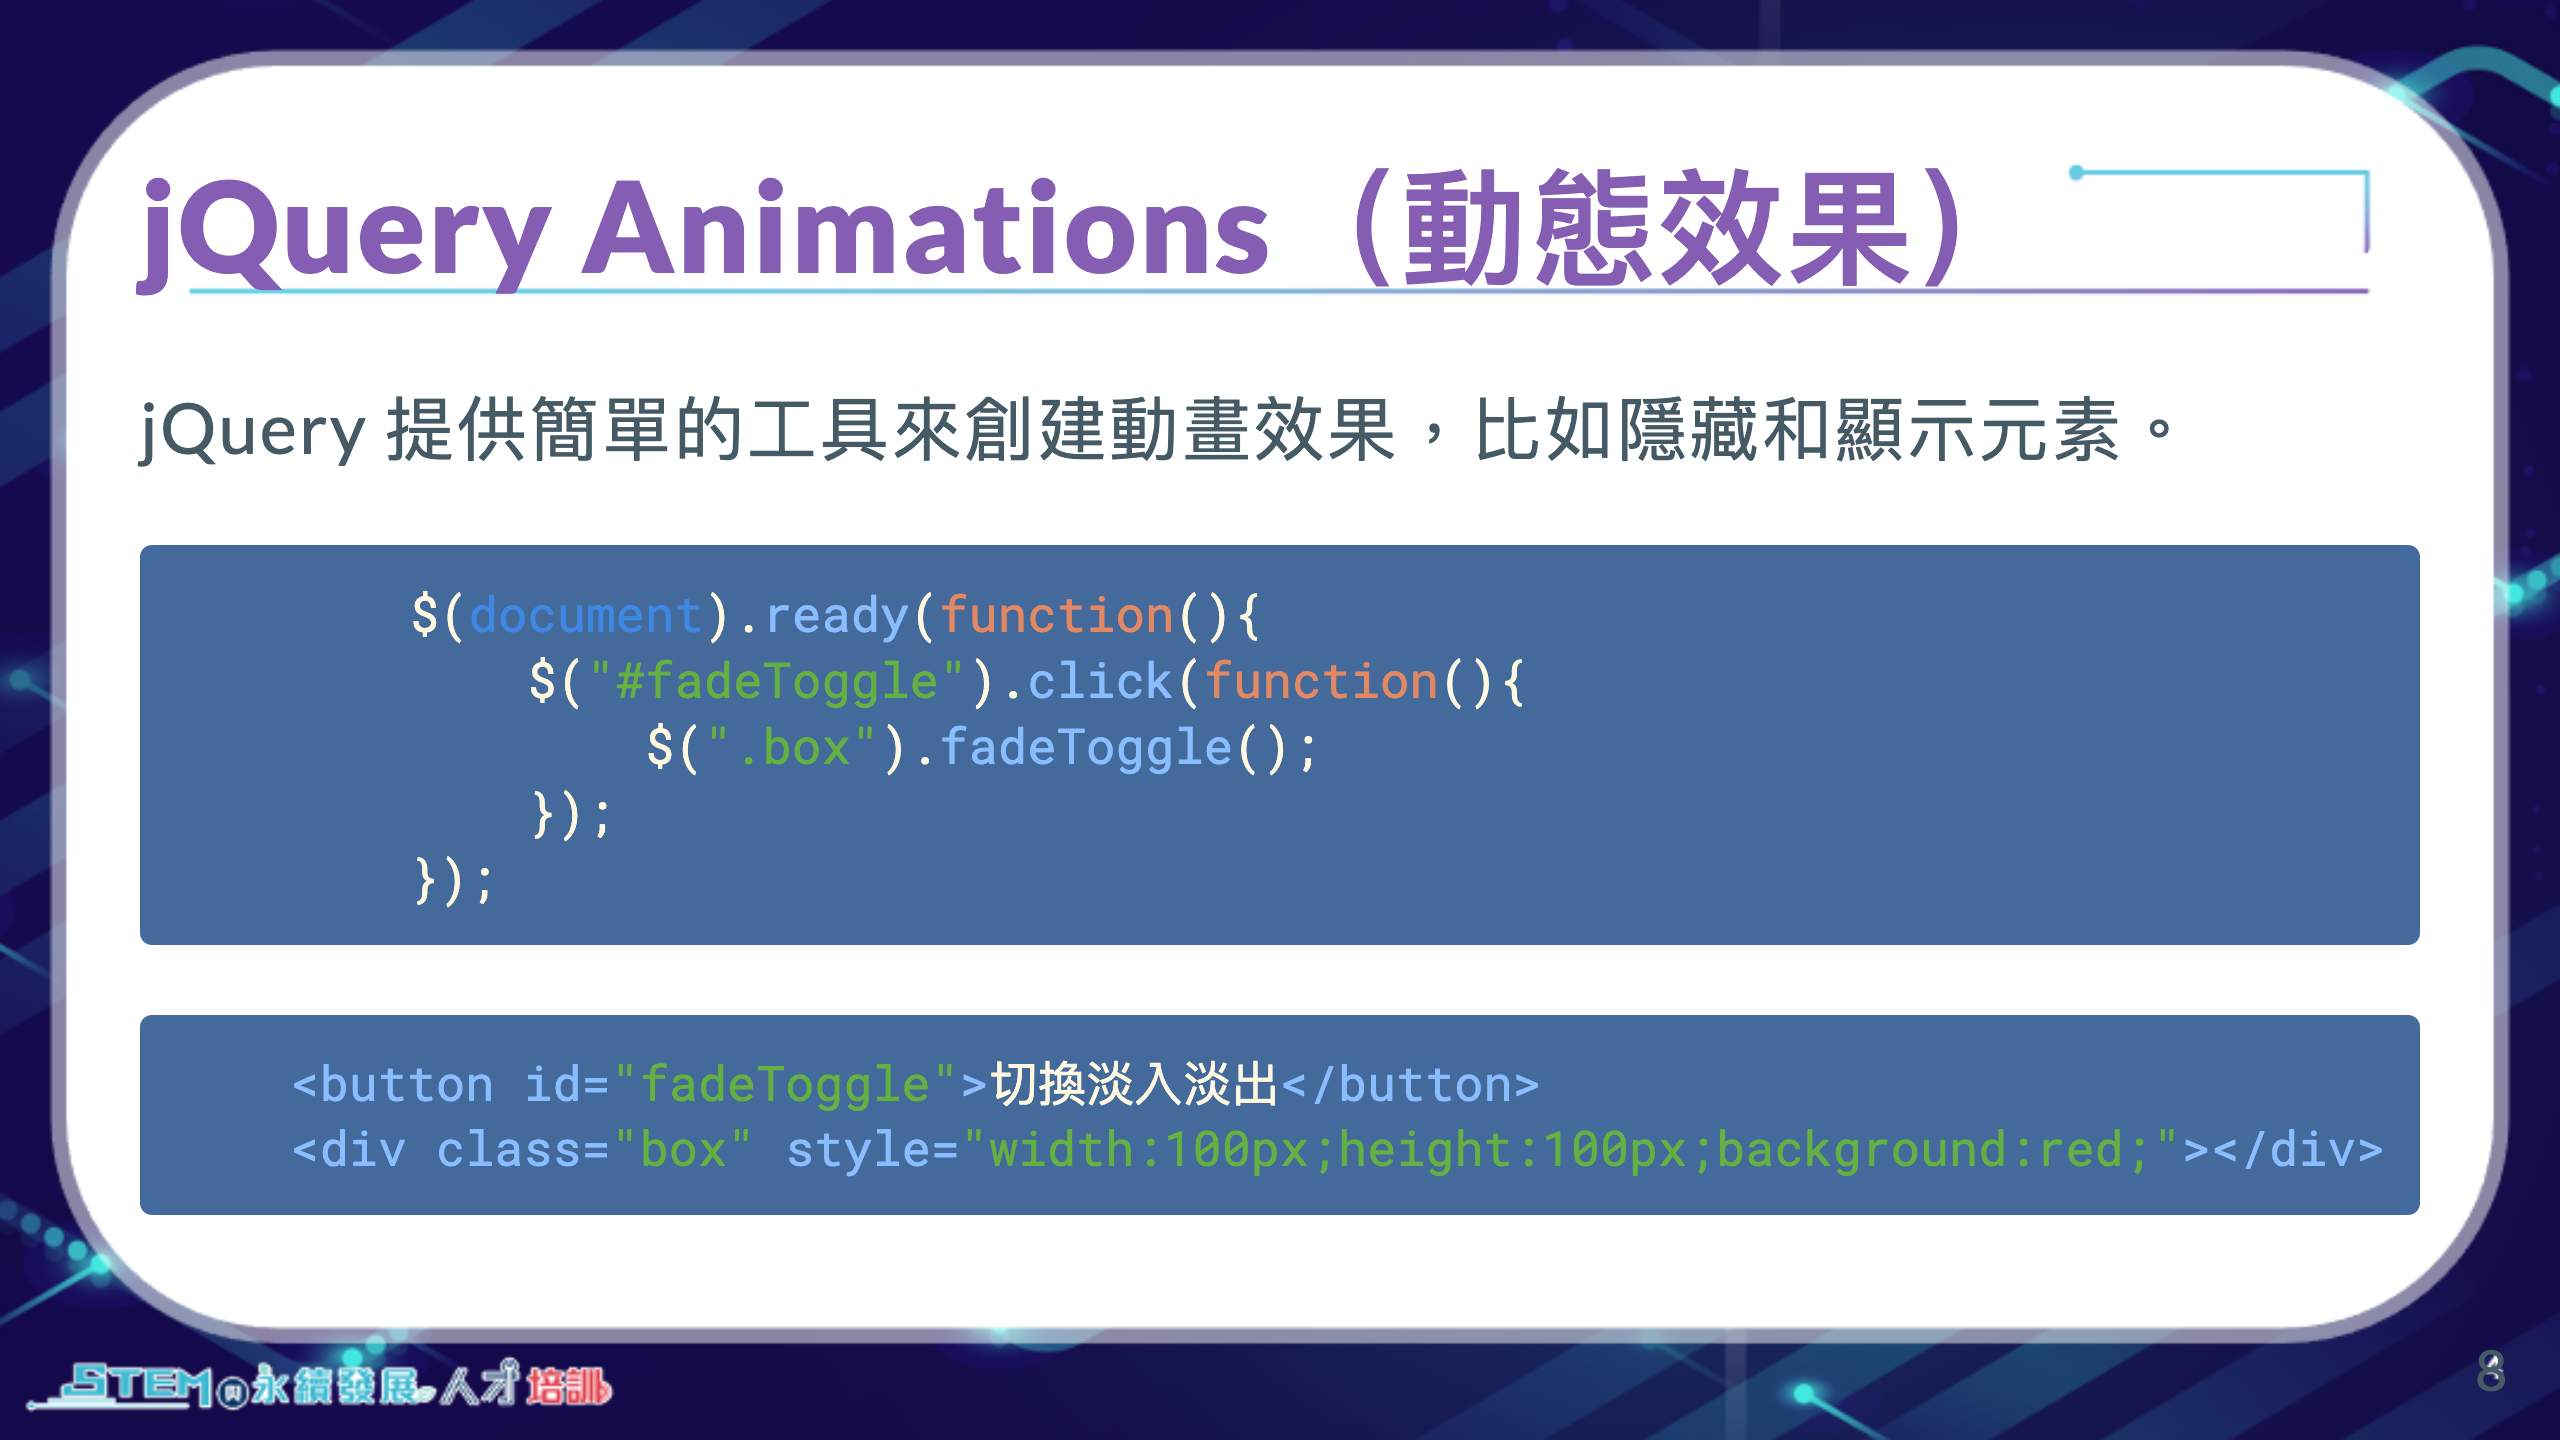 jQuery Animations（動態效果）
jQuery 提供簡單的工具來創建動畫效果，比如隱藏和顯示元素。
$(document).ready(function(){
    $("#fadeToggle").click(function(){
        $(".box").fadeToggle();
    });
});
<button id="fadeToggle">切換淡入淡出</button>
<div class="box" style="width:100px;height:100px;background:red;"></div>
STEM與永續發展人才培訓
8